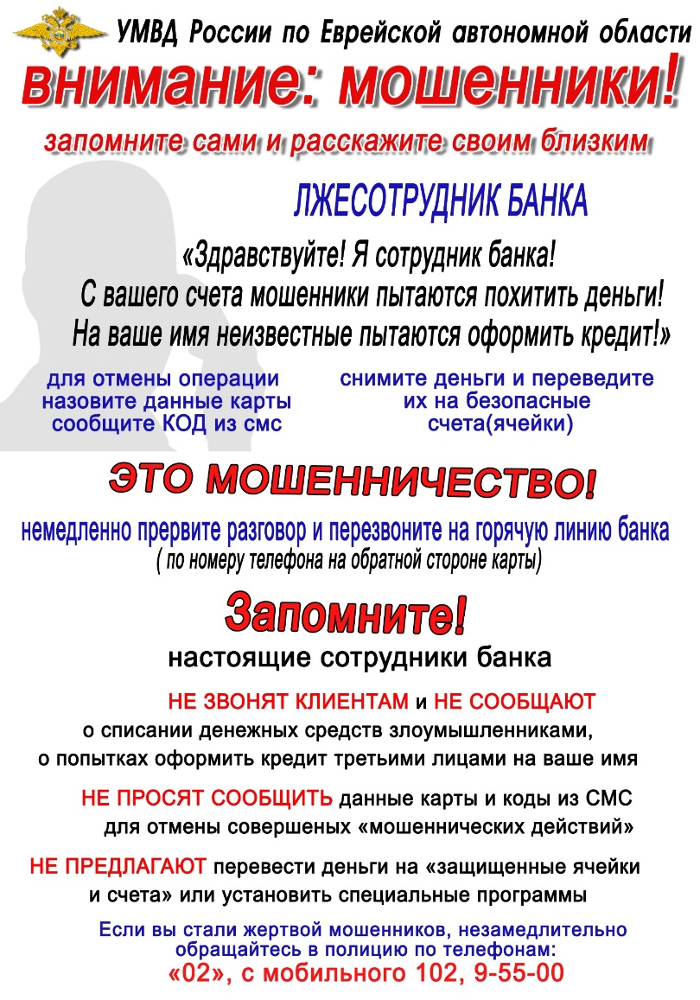 УМВД России по Еврейской автономной области
внимание: мошенники!
запомните сами и расскажите своим близким
ЛЖЕСОТРУДНИК БАНКА
«Здравствуйте! Я сотрудник банка!
С вашего счета мошенники пытаются похитить деньги!
На ваше имя неизвестные пытаются оформить кредит!»
для отмены операции
назовите данные карты
сообщите КОД из смс
снимите деньги и переведите
их на безопасные
счета(ячейки)
ЭТО МОШЕННИЧЕСТВО!
немедленно прервите разговор и перезвоните на горячую линию банка
( по номеру телефона на обратной стороне карты)
Запомните!
настоящие сотрудники банка
НЕ ЗВОНЯТ КЛИЕНТАМ и НЕ СООБЩАЮТ
о списании денежных средств злоумышленниками,
о попытках оформить кредит третьими лицами на ваше имя
НЕ ПРОСЯТ СООБЩИТЬ данные карты и коды из СМС
для отмены совершеных «мошеннических действий»
НЕ ПРЕДЛАГАЮТ перевести деньги на «защищенные ячейки
и счета» или установить специальные программы
Если вы стали жертвой мошенников, незамедлительно
обращайтесь в полицию по телефонам:
«02», с мобильного 102, 9-55-00